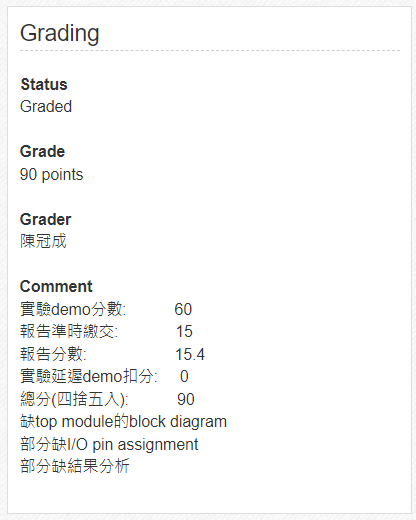 Grading
Status
Graded
Grade
90 points
Grader
陳冠成
Comment
實驗demo分數: 60
報告準時繳交: 15
報告分數: 15.4
實驗延遲demo扣分: 0
總分(四捨五入): 90
缺top module的block diagram
部分缺I/O pin assignment
部分缺結果分析